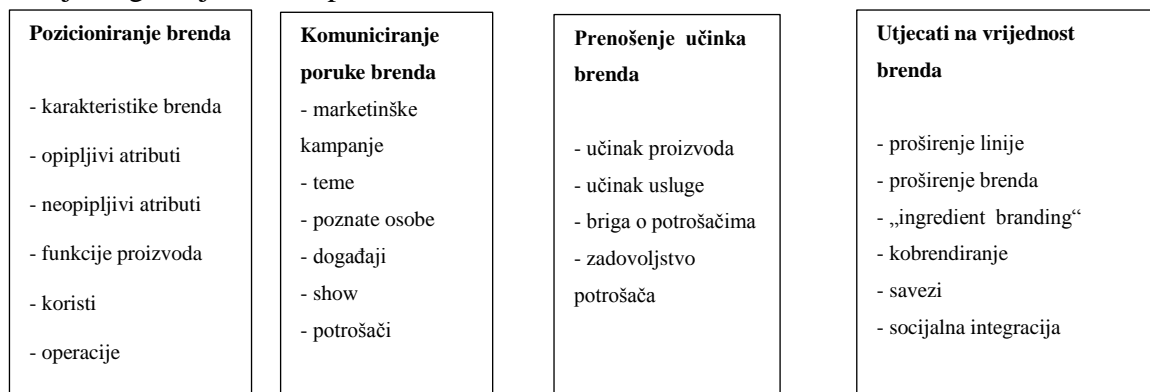 Pozicioniranje brenda
- karakteristike brenda
- opipljivi atributi
- neopipljivi atributi
- funkcije proizvoda
- koristi
- operacije
Komuniciranje
poruke brenda
- marketinške
kampanje
- teme
- poznate osobe
- događaji
- show
- potrošači
Prenošenje učinka
brenda
- učinak proizvoda
- učinak usluge
- briga o potrošačima
- zadovoljstvo
potrošača
Utjecati na vrijednost
brenda
- proširenje linije
- proširenje brenda
- „ingredient branding“
- kobrendiranje
- savezi
- socijalna integracija